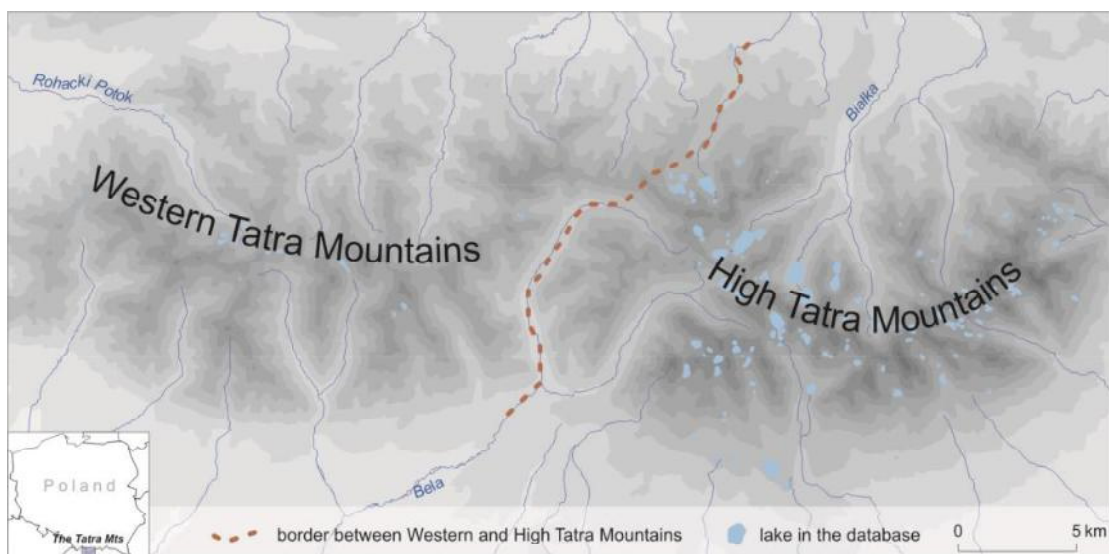 Rohacki Potok
Białka
Western Tatra Mountains
High Tatra Mountains
Bela
Poland
The Tatra Mts
border between Western and High Tatra Mountains
lake in the database
0 5 km